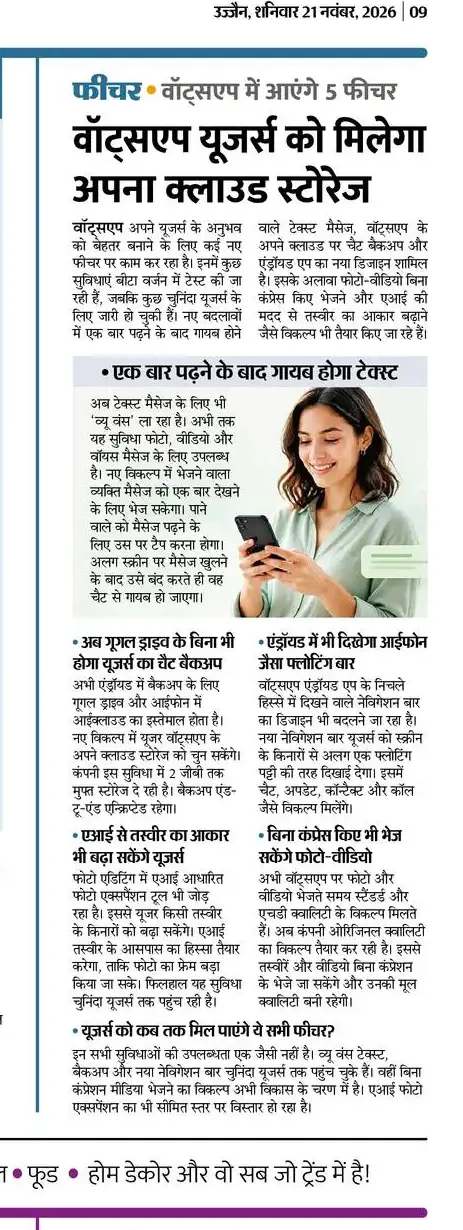 उज्जैन, शनिवार 21 नवंबर, 2026 | 09
फीचर • वॉट्सएप में आएंगे 5 फीचर
वॉट्सएप यूजर्स को मिलेगा
अपना क्लाउड स्टोरेज
वॉट्सएप अपने यूजर्स के अनुभव
को बेहतर बनाने के लिए कई नए
फीचर पर काम कर रहा है। इनमें कुछ
सुविधाएं बीटा वर्जन में टेस्ट की जा
रही हैं, जबकि कुछ चुनिंदा यूजर्स के
लिए जारी हो चुकी हैं। नए बदलावों
में एक बार पढ़ने के बाद गायब होने
वाले टेक्स्ट मैसेज, वॉट्सएप के
अपने क्लाउड पर चैट बैकअप और
एंड्रॉयड एप का नया डिजाइन शामिल
है। इसके अलावा फोटो-वीडियो बिना
कंप्रेस किए भेजने और एआई की
मदद से तस्वीर का आकार बढ़ाने
जैसे विकल्प भी तैयार किए जा रहे हैं।
• एक बार पढ़ने के बाद गायब होगा टेक्स्ट
अब टेक्स्ट मैसेज के लिए भी
'व्यू वंस' ला रहा है। अभी तक
यह सुविधा फोटो, वीडियो और
वॉयस मैसेज के लिए उपलब्ध
है। नए विकल्प में भेजने वाला
व्यक्ति मैसेज को एक बार देखने
के लिए भेज सकेगा। पाने
वाले को मैसेज पढ़ने के
लिए उस पर टैप करना होगा।
अलग स्क्रीन पर मैसेज खुलने
के बाद उसे बंद करते ही वह
चैट से गायब हो जाएगा।
• अब गूगल ड्राइव के बिना भी
होगा यूजर्स का चैट बैकअप
अभी एंड्रॉयड में बैकअप के लिए
गूगल ड्राइव और आईफोन में
आईक्लाउड का इस्तेमाल होता है।
नए विकल्प में यूजर वॉट्सएप के
अपने क्लाउड स्टोरेज को चुन सकेंगे।
कंपनी इस सुविधा में 2 जीबी तक
मुफ्त स्टोरेज दे रही है। बैकअप एंड-
टू-एंड एन्क्रिप्टेड रहेगा।
• एआई से तस्वीर का आकार
भी बढ़ा सकेंगे यूजर्स
फोटो एडिटिंग में एआई आधारित
फोटो एक्सपैंशन टूल भी जोड़
रहा है। इससे यूजर किसी तस्वीर
के किनारों को बढ़ा सकेंगे। एआई
तस्वीर के आसपास का हिस्सा तैयार
करेगा, ताकि फोटो का फ्रेम बड़ा
किया जा सके। फिलहाल यह सुविधा
चुनिंदा यूजर्स तक पहुंच रही है।
• एंड्रॉयड में भी दिखेगा आईफोन
जैसा फ्लोटिंग बार
वॉट्सएप एंड्रॉयड एप के निचले
हिस्से में दिखने वाले नेविगेशन बार
का डिजाइन भी बदलने जा रहा है।
नया नेविगेशन बार यूजर्स को स्क्रीन
के किनारों से अलग एक फ्लोटिंग
पट्टी की तरह दिखाई देगा। इसमें
चैट, अपडेट, कॉन्टैक्ट और कॉल
जैसे विकल्प मिलेंगे।
• बिना कंप्रेस किए भी भेज
सकेंगे फोटो-वीडियो
अभी वॉट्सएप पर फोटो और
वीडियो भेजते समय स्टैंडर्ड और
एचडी क्वालिटी के विकल्प मिलते
हैं। अब कंपनी ओरिजिनल क्वालिटी
का विकल्प तैयार कर रही है। इससे
तस्वीरें और वीडियो बिना कंप्रेशन
के भेजे जा सकेंगे और उनकी मूल
क्वालिटी बनी रहेगी।
• यूजर्स को कब तक मिल पाएंगे ये सभी फीचर?
इन सभी सुविधाओं की उपलब्धता एक जैसी नहीं है। व्यू वंस टेक्स्ट,
बैकअप और नया नेविगेशन बार चुनिंदा यूजर्स तक पहुंच चुके हैं। वहीं बिना
कंप्रेशन मीडिया भेजने का विकल्प अभी विकास के चरण में है। एआई फोटो
एक्सपेंशन का भी सीमित स्तर पर विस्तार हो रहा है।
• फूड • होम डेकोर और वो सब जो ट्रेंड में है!